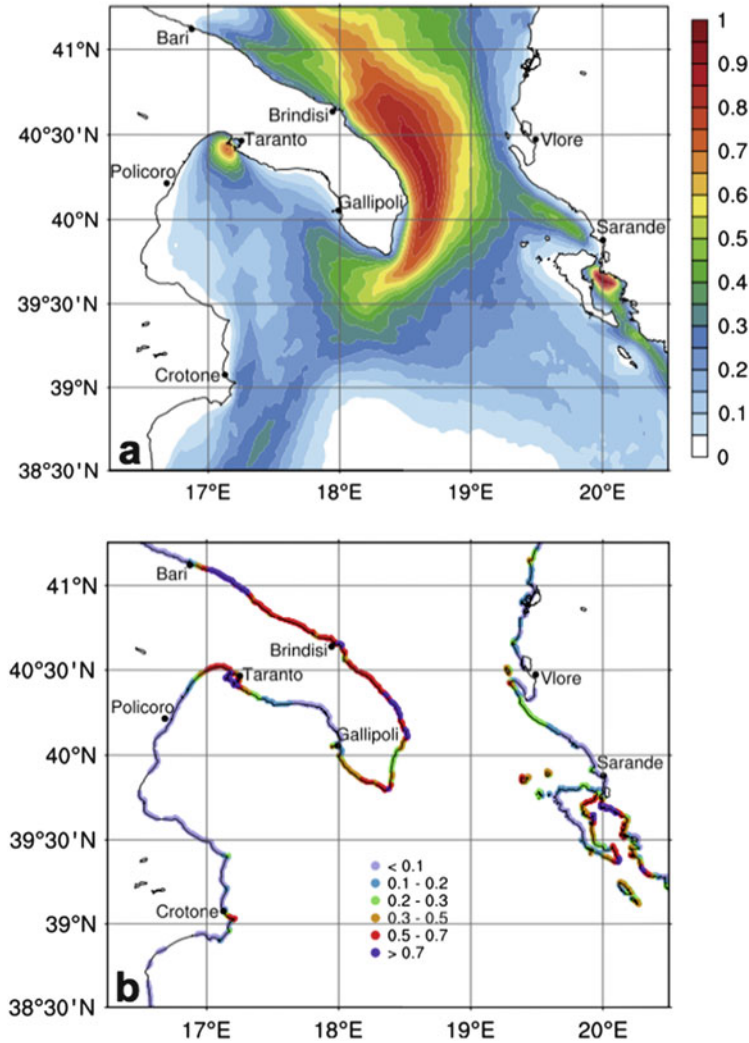 41°N
Bari
Brindisi
40°30'N
Taranto
Vlore
Policoro
Gallipoli
40°N
Sarande
39°30'N
Crotone
39°N
a
38°30'N
17°E 18°E 19°E 20°E
1
0.9
0.8
0.7
0.6
0.5
0.4
0.3
0.2
0.1
0
41°N
Bari
Brindisi
40°30'N
Taranto
Vlore
Policoro
Gallipoli
40°N
Sarande
39°30'N
< 0.1
0.1 - 0.2
0.2 - 0.3
0.3 - 0.5
0.5 - 0.7
> 0.7
Crotone
39°N
b
38°30'N
17°E 18°E 19°E 20°E